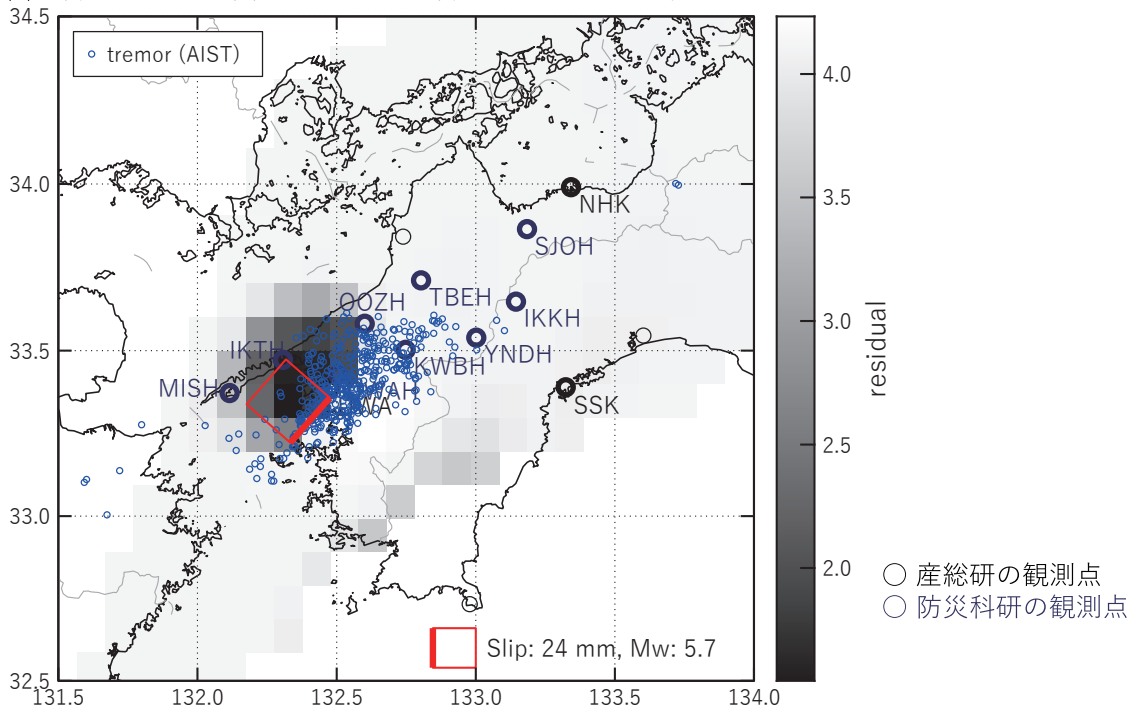 34.5
34.0
33.5
33.0
32.5
131.5
132.0
132.5
133.0
133.5
134.0
tremor (AIST)
NHK
SJOH
TBEH
IKKH
OOZH
YNDH
IKTH
KWBH
MISH
SSK
Slip: 24 mm, Mw: 5.7
4.0
3.5
3.0
2.5
2.0
residual
産総研の観測点
防災科研の観測点